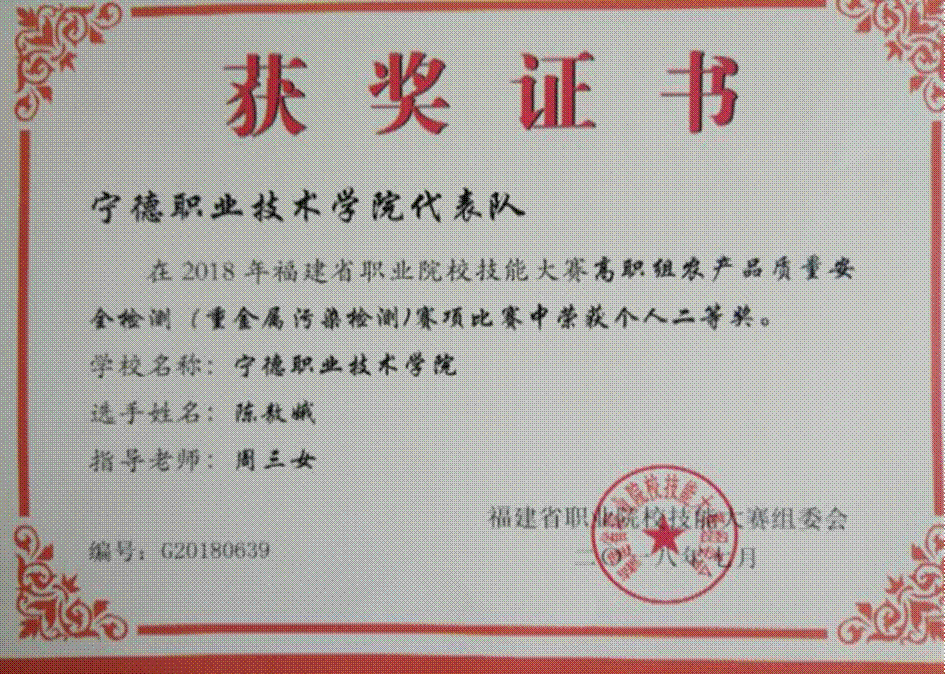 获奖证书
宁德职业技术学院代表队
在2018年福建省职业院校技能大赛高职组农产品质量安
全检测（重金属污染检测）赛项比赛中荣获个人二等奖。
学校名称：宁德职业技术学院
选手姓名：陈敖娥
指导老师：周三女
福建省职业院校技能大赛组委会
编号：G20180639
二〇一八年七月